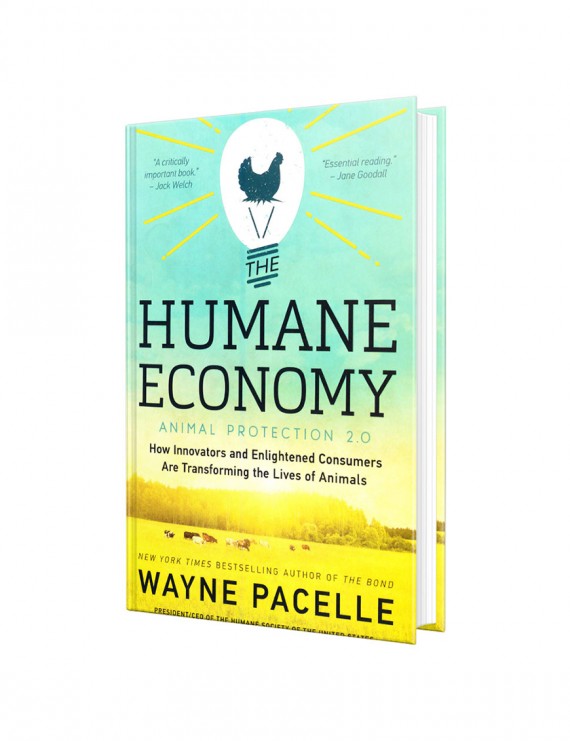 "A critically
important book."
– Jack Welch
"Essential reading."
– Jane Goodall
THE
HUMANE
ECONOMY
ANIMAL PROTECTION 2.0
How Innovators and Enlightened Consumers
Are Transforming the Lives of Animals
NEW YORK TIMES BESTSELLING AUTHOR OF THE BOND
WAYNE PACELLE
PRESIDENT/CEO OF THE HUMANE SOCIETY OF THE UNITED STATES